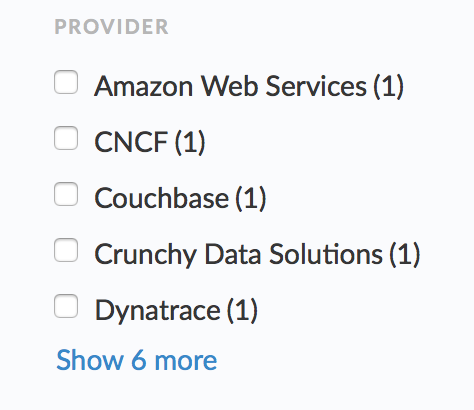 PROVIDER
Amazon Web Services (1)
CNCF (1)
Couchbase (1)
Crunchy Data Solutions (1)
Dynatrace (1)
Show 6 more